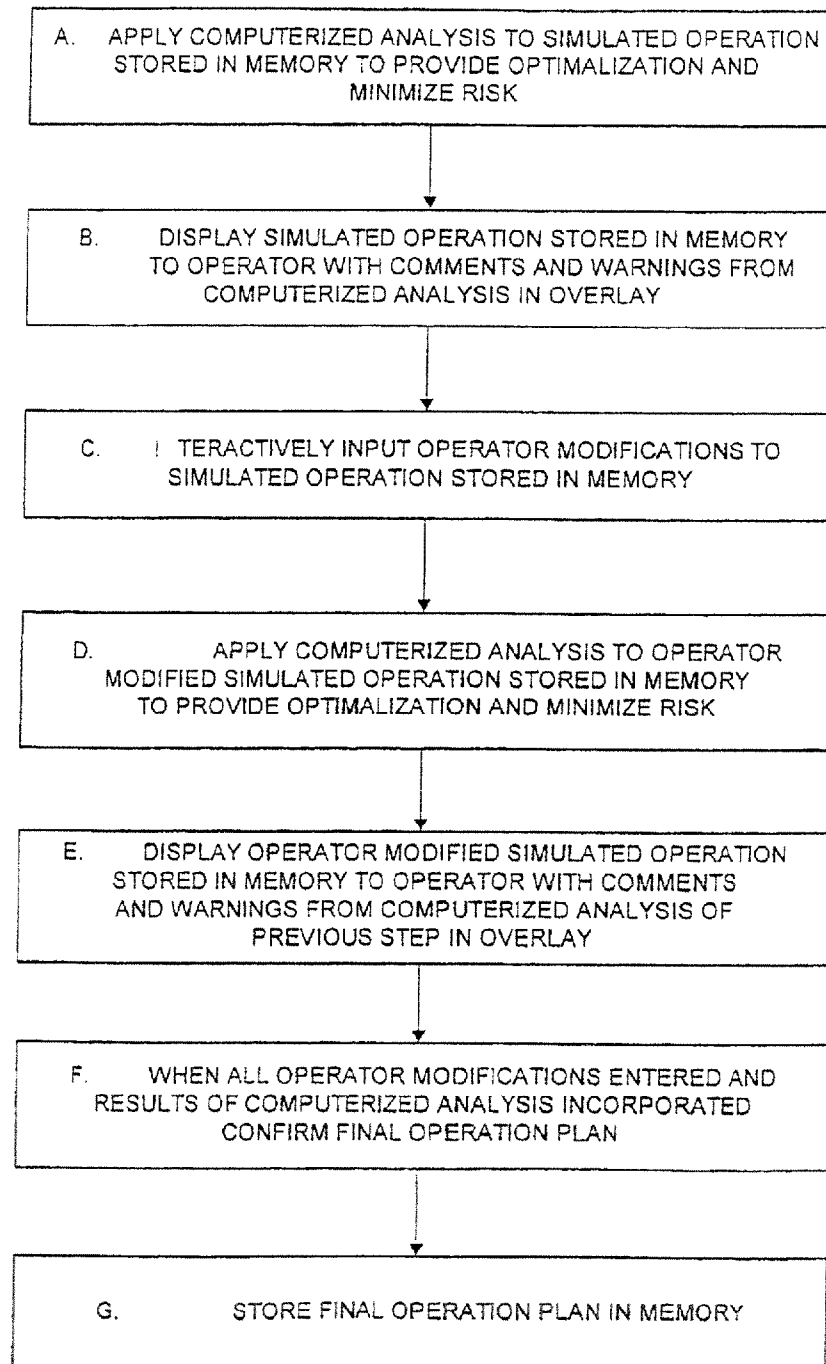 A. APPLY COMPUTERIZED ANALYSIS TO SIMULATED OPERATION
STORED IN MEMORY TO PROVIDE OPTIMALIZATION AND
MINIMIZE RISK
B. DISPLAY SIMULATED OPERATION STORED IN MEMORY
TO OPERATOR WITH COMMENTS AND WARNINGS FROM
COMPUTERIZED ANALYSIS IN OVERLAY
C. I TERACTIVELY INPUT OPERATOR MODIFICATIONS TO
SIMULATED OPERATION STORED IN MEMORY
D. APPLY COMPUTERIZED ANALYSIS TO OPERATOR
MODIFIED SIMULATED OPERATION STORED IN MEMORY
TO PROVIDE OPTIMALIZATION AND MINIMIZE RISK
E. DISPLAY OPERATOR MODIFIED SIMULATED OPERATION
STORED IN MEMORY TO OPERATOR WITH COMMENTS
AND WARNINGS FROM COMPUTERIZED ANALYSIS OF
PREVIOUS STEP IN OVERLAY
F. WHEN ALL OPERATOR MODIFICATIONS ENTERED AND
RESULTS OF COMPUTERIZED ANALYSIS INCORPORATED
CONFIRM FINAL OPERATION PLAN
G. STORE FINAL OPERATION PLAN IN MEMORY